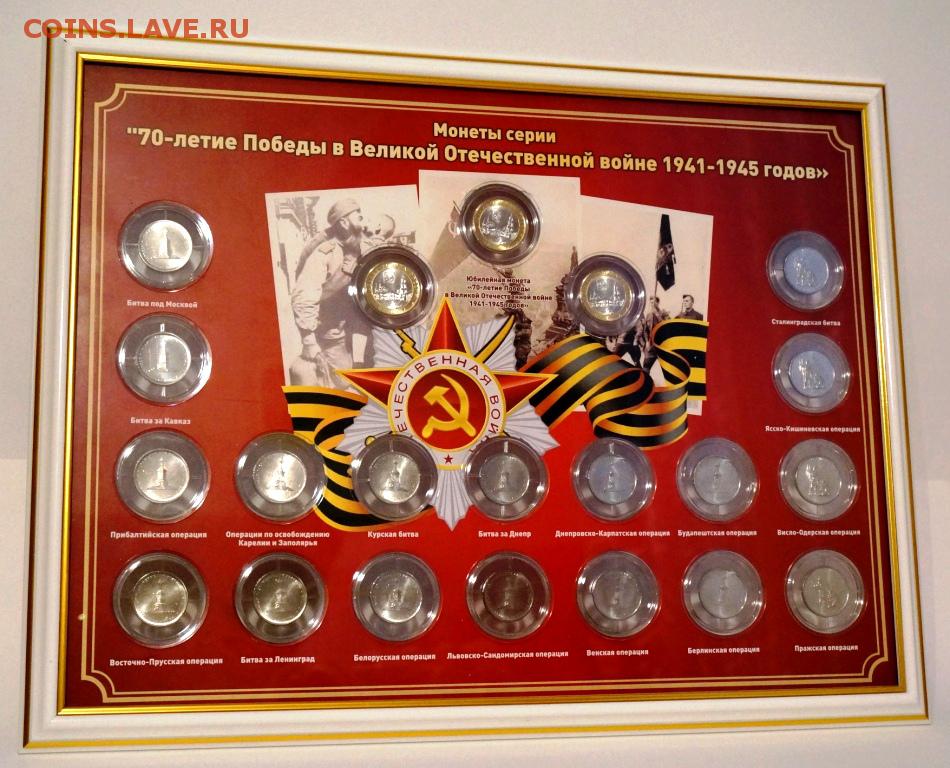 COINS.LAVE.RU
Монеты серии
"70-летие Победы в Великой Отечественной войне 1941-1945 годов»
Юбилейная монета
«70-летие Победы
в Великой Отечественной войне
1941-1945 годов»
Битва под Москвой
Сталинградская битва
Битва за Кавказ
Ясско-Кишиневская операция
ЧЕСТВЕННАЯ ВОЙН
Прибалтийская операция
Операции по освобождению
Карелии и Заполярья
Курская битва
Битва за Днепр
Днепровско-Карпатская операция
Будапештская операция
Висло-Одерская операция
Восточно-Прусская операция
Битва за Ленинград
Белорусская операция
Львовско-Сандомирская операция
Венская операция
Берлинская операция
Пражская операция